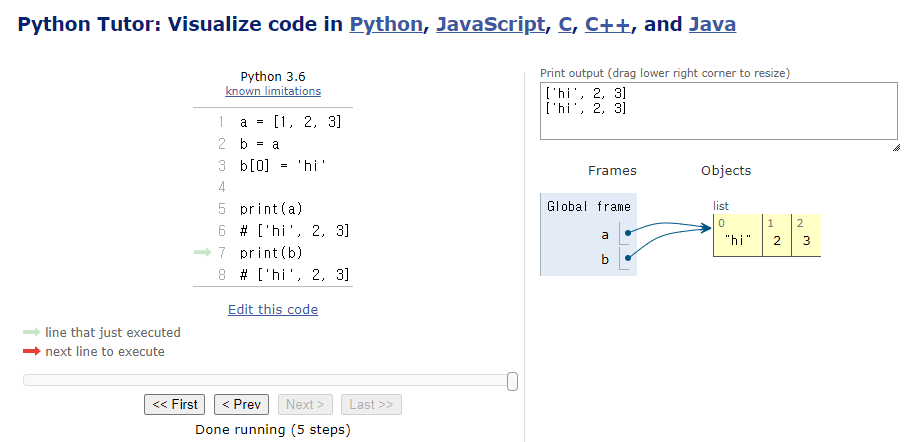 Python Tutor: Visualize code in Python, JavaScript, C, C++, and Java
Python 3.6
known limitations
1 a = [1, 2, 3]
2 b = a
3 b[0] = 'hi'
4
5 print(a)
6 # ['hi', 2, 3]
7 print(b)
8 # ['hi', 2, 3]
Edit this code
line that just executed
next line to execute
<< First < Prev Next > Last >>
Done running (5 steps)
Print output (drag lower right corner to resize)
['hi', 2, 3]
['hi', 2, 3]
Frames Objects
Global frame
a
b
list
0 1 2
"hi" 2 3